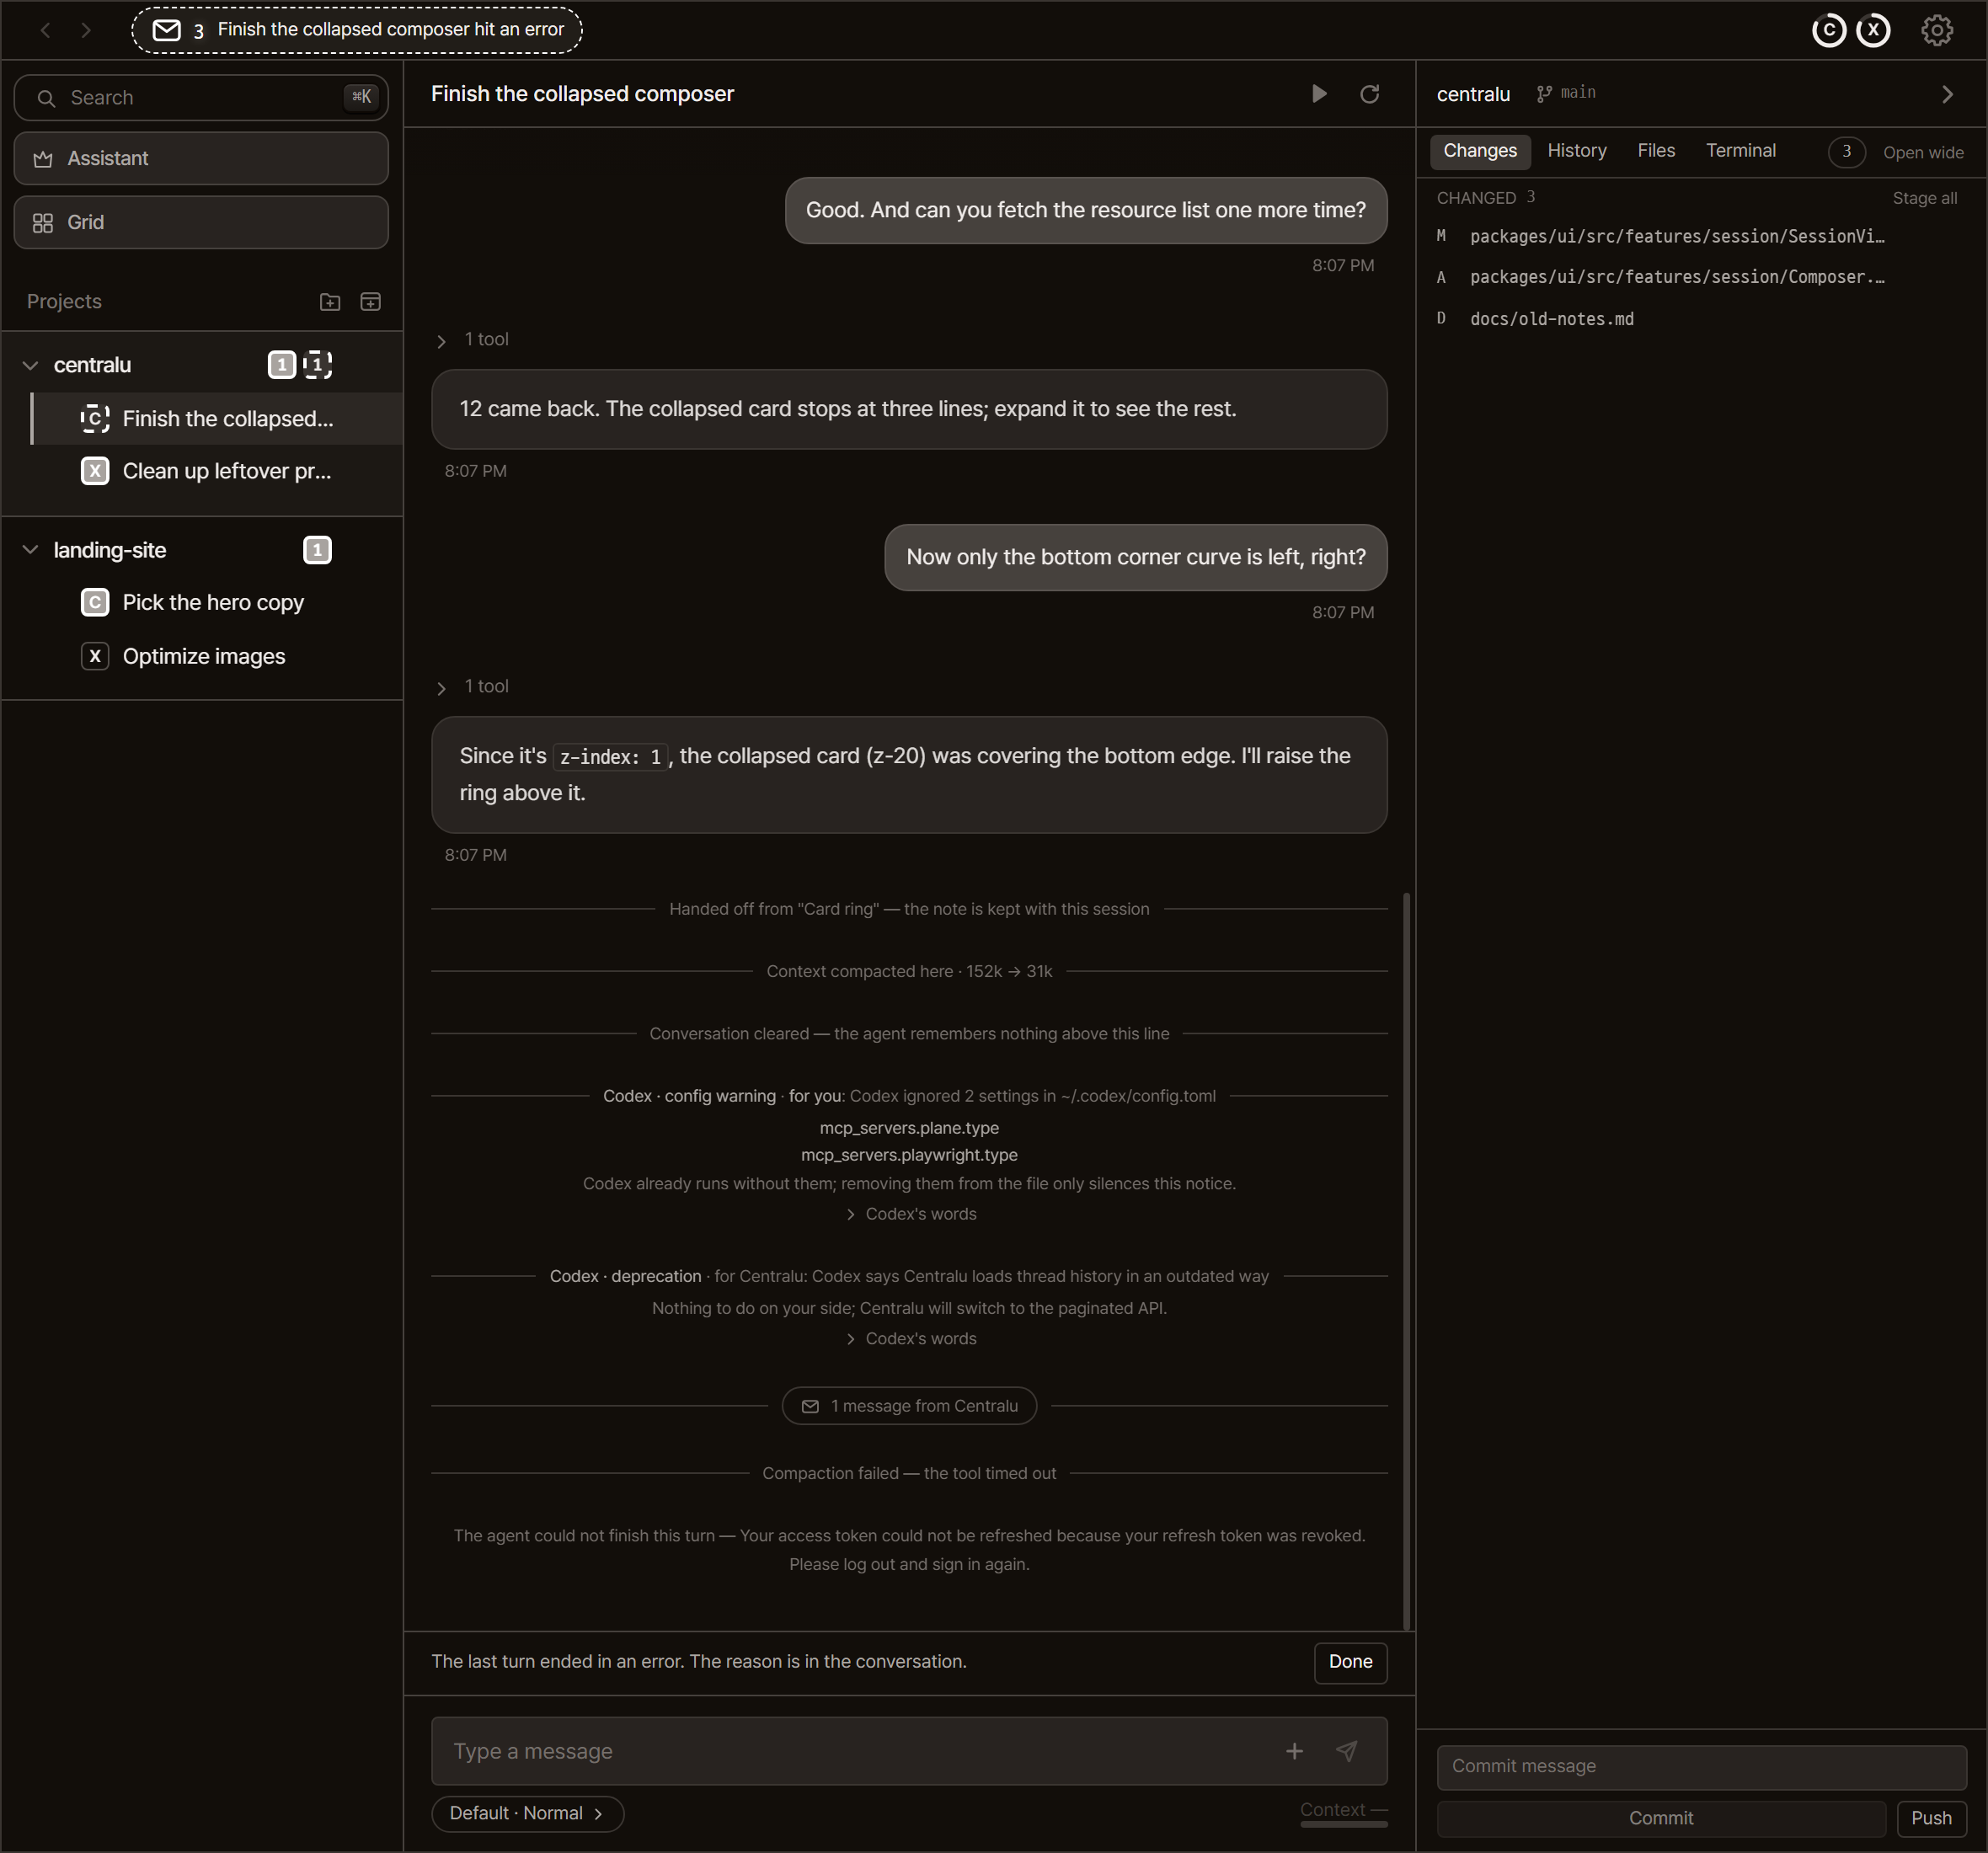 3 Finish the collapsed composer hit an error
C X
Search ⌘K
Assistant
Grid
Projects
centralu 1 1
C Finish the collapsed...
X Clean up leftover pr...
landing-site 1
C Pick the hero copy
X Optimize images
Finish the collapsed composer
Good. And can you fetch the resource list one more time?
8:07 PM
1 tool
12 came back. The collapsed card stops at three lines; expand it to see the rest.
8:07 PM
Now only the bottom corner curve is left, right?
8:07 PM
1 tool
Since it's z-index: 1, the collapsed card (z-20) was covering the bottom edge. I'll raise the
ring above it.
8:07 PM
Handed off from "Card ring" — the note is kept with this session
Context compacted here · 152k → 31k
Conversation cleared — the agent remembers nothing above this line
Codex · config warning · for you: Codex ignored 2 settings in ~/.codex/config.toml
mcp_servers.plane.type
mcp_servers.playwright.type
Codex already runs without them; removing them from the file only silences this notice.
Codex's words
Codex · deprecation · for Centralu: Codex says Centralu loads thread history in an outdated way
Nothing to do on your side; Centralu will switch to the paginated API.
Codex's words
1 message from Centralu
Compaction failed — the tool timed out
The agent could not finish this turn — Your access token could not be refreshed because your refresh token was revoked.
Please log out and sign in again.
The last turn ended in an error. The reason is in the conversation.
Done
Type a message
Default · Normal
Context —
centralu main
Changes History Files Terminal 3 Open wide
CHANGED 3 Stage all
M packages/ui/src/features/session/SessionVi…
A packages/ui/src/features/session/Composer.…
D docs/old-notes.md
Commit message
Commit Push